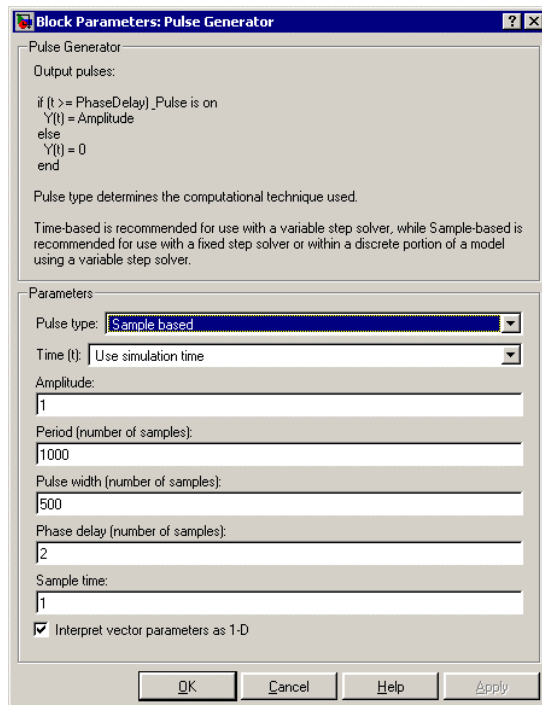 Block Parameters: Pulse Generator
Pulse Generator
Output pulses:
if (t >= PhaseDelay) _Pulse is on
Y(t) = Amplitude
else
Y(t) = 0
end
Pulse type determines the computational technique used.
Time-based is recommended for use with a variable step solver, while Sample-based is
recommended for use with a fixed step solver or within a discrete portion of a model
using a variable step solver.
Parameters
Pulse type: Sample based
Time (t): Use simulation time
Amplitude:
1
Period (number of samples):
1000
Pulse width (number of samples):
500
Phase delay (number of samples):
2
Sample time:
1
Interpret vector parameters as 1-D
OK Cancel Help Apply